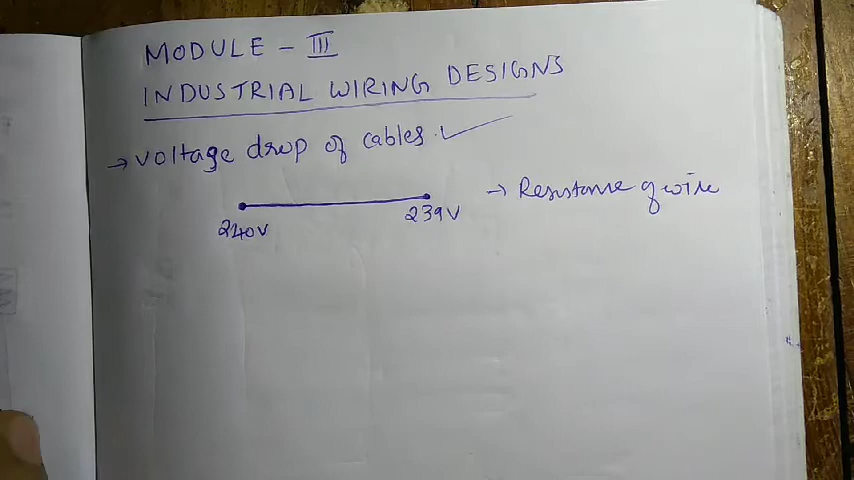 MODULE - III
INDUSTRIAL WIRING DESIGNS
→ Voltage drop of cables.
→ Resistance of wire
240V
239V